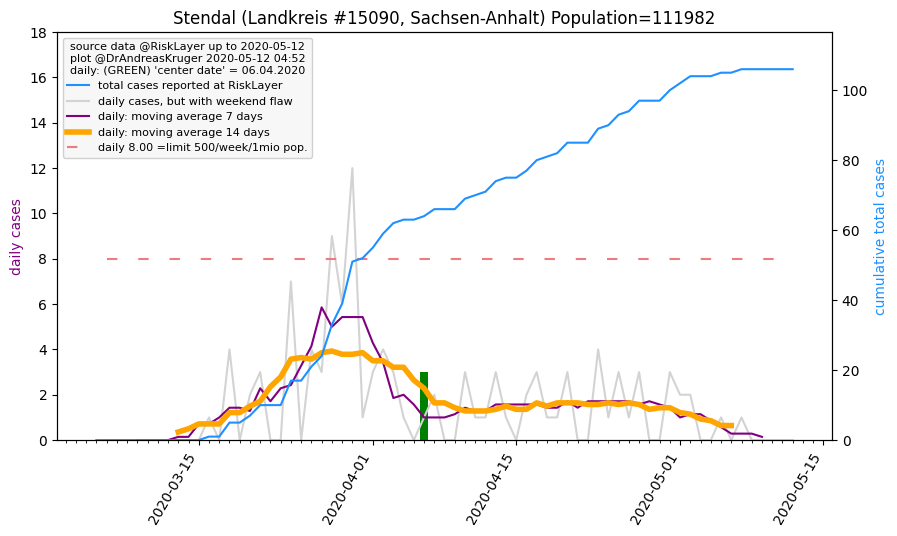 Stendal (Landkreis #15090, Sachsen-Anhalt) Population=111982
source data @RiskLayer up to 2020-05-12
plot @DrAndreasKruger 2020-05-12 04:52
daily: (GREEN) 'center date' = 06.04.2020
total cases reported at RiskLayer
daily cases, but with weekend flaw
daily: moving average 7 days
daily: moving average 14 days
daily 8.00 =limit 500/week/1mio pop.
daily cases
18
16
14
12
10
8
6
4
2
0
cumulative total cases
100
80
60
40
20
0
2020-03-15
2020-04-01
2020-04-15
2020-05-01
2020-05-15